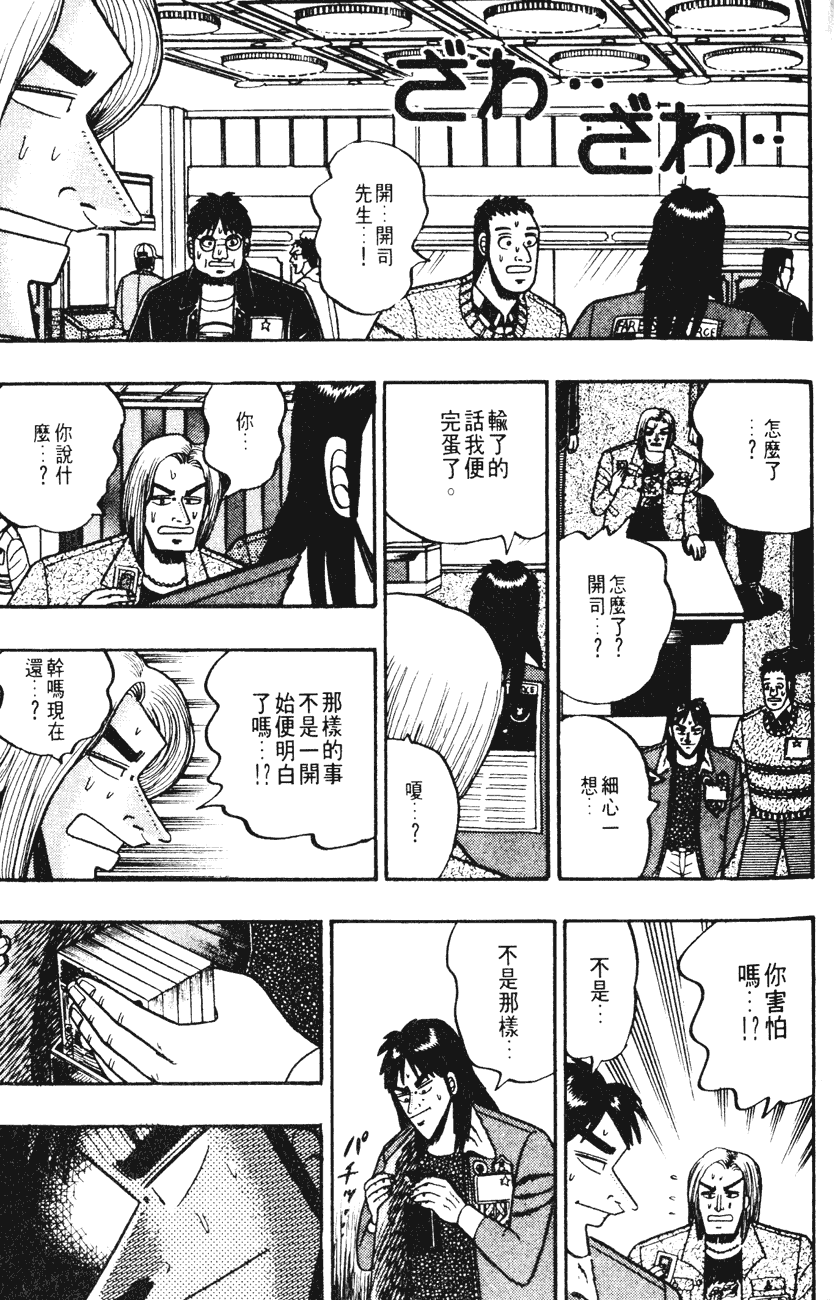 ざわ‥
ざわ‥
開…開司
先生…!
怎麼了
…?
怎麼了?
開司…?
細心一
想…
輸了的
話我便
完蛋了。
嗄…?
你…
你說什
麼…?
那樣的事
不是一開
始便明白
了嗎…!?
幹嗎現在
還…?
你害怕
嗎…!?
不是…
不是那樣…
パチッ